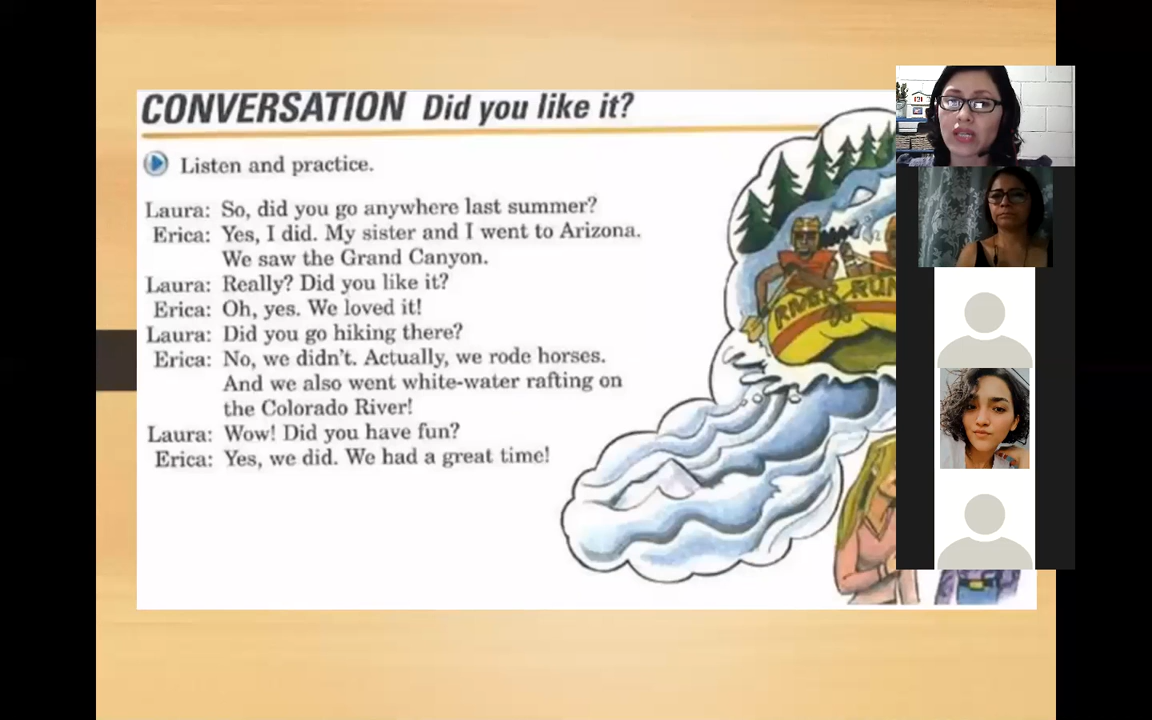 CONVERSATION Did you like it?
Listen and practice.
Laura: So, did you go anywhere last summer?
Erica: Yes, I did. My sister and I went to Arizona.
We saw the Grand Canyon.
Laura: Really? Did you like it?
Erica: Oh, yes. We loved it!
Laura: Did you go hiking there?
Erica: No, we didn't. Actually, we rode horses.
And we also went white-water rafting on
the Colorado River!
Laura: Wow! Did you have fun?
Erica: Yes, we did. We had a great time!
RIVER RUN